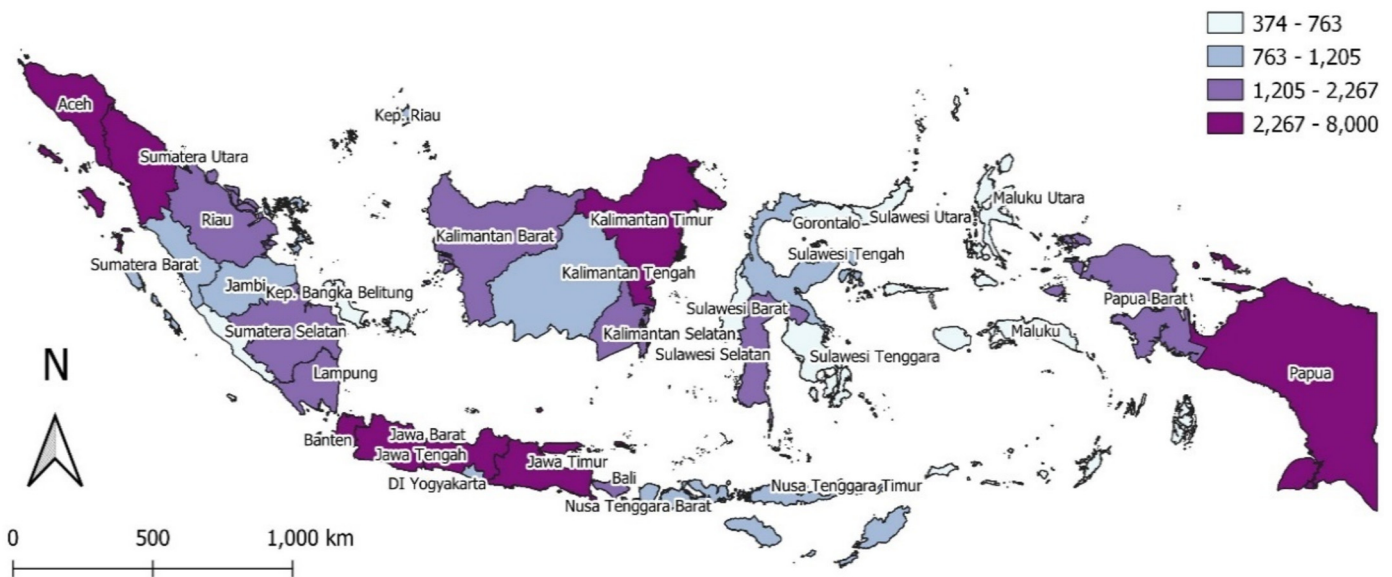 374 - 763
763 - 1,205
1,205 - 2,267
2,267 - 8,000
Aceh
Kep. Riau
Sumatera Utara
Riau
Kalimantan Timur
Maluku Utara
Gorontalo
Sulawesi Utara
Kalimantan Barat
Sumatera Barat
Sulawesi Tengah
Kalimantan Tengah
Jambi
Kep. Bangka Belitung
Papua Barat
Sulawesi Barat
Sumatera Selatan
Kalimantan Selatan
Maluku
Sulawesi Selatan
Sulawesi Tenggara
N
Lampung
Papua
Banten
Jawa Barat
Jawa Tengah
Jawa Timur
DI Yogyakarta
Bali
Nusa Tenggara Timur
Nusa Tenggara Barat
0 500 1,000 km